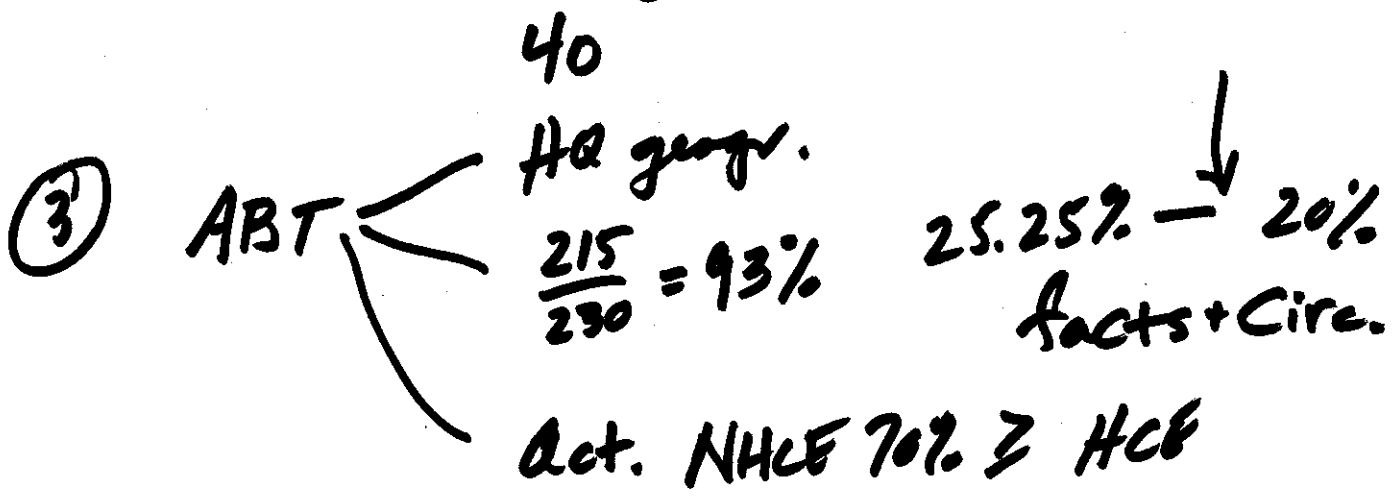 40
③ ABT HQ geogr.
215/230 = 93% 25.25% — 20%
facts + Circ.
Act. NHCE 70% ≥ HCE